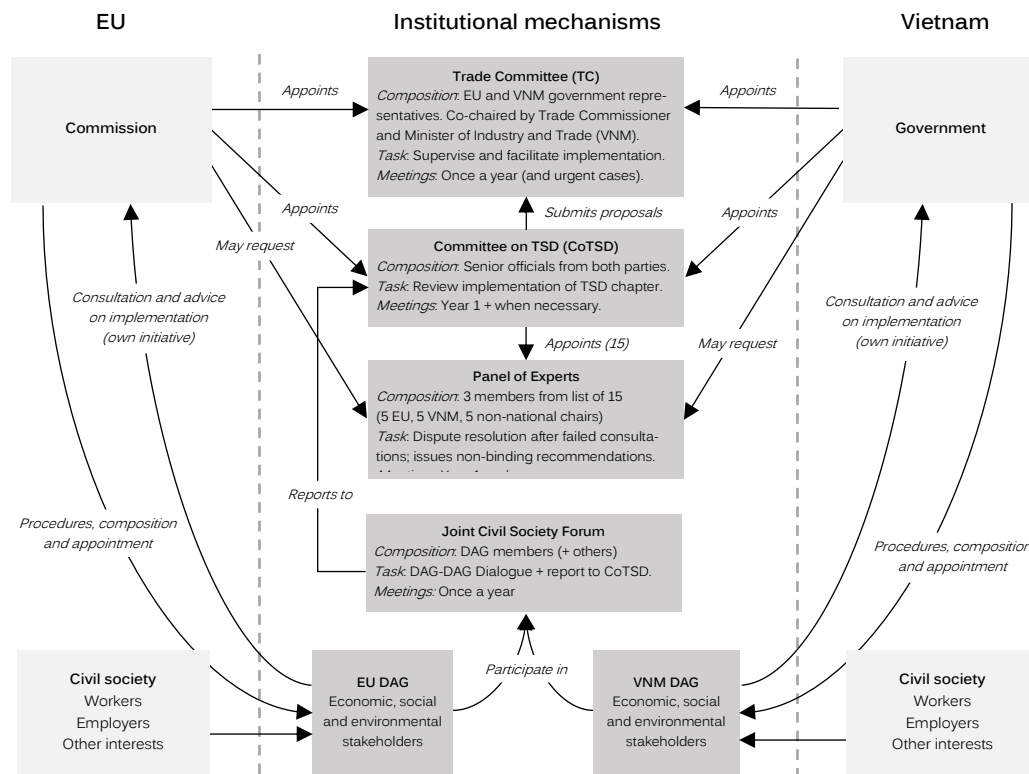 EU
Institutional mechanisms
Vietnam
Commission
Appoints
Trade Committee (TC)
Composition: EU and VNM government repre-
sentatives. Co-chaired by Trade Commissioner
and Minister of Industry and Trade (VNM).
Task: Supervise and facilitate implementation.
Meetings: Once a year (and urgent cases).
Appoints
Government
Appoints
May request
Submits proposals
Appoints
Committee on TSD (CoTSD)
Composition: Senior officials from both parties.
Task: Review implementation of TSD chapter.
Meetings: Year 1 + when necessary.
Consultation and advice
on implementation
(own initiative)
Appoints (15)
May request
Consultation and advice
on implementation
(own initiative)
Panel of Experts
Composition: 3 members from list of 15
(5 EU, 5 VNM, 5 non-national chairs)
Task: Dispute resolution after failed consulta-
tions; issues non-binding recommendations.
Reports to
Procedures, composition
and appointment
Joint Civil Society Forum
Composition: DAG members (+ others)
Task: DAG-DAG Dialogue + report to CoTSD.
Meetings: Once a year
Procedures, composition
and appointment
Participate in
Civil society
Workers
Employers
Other interests
EU DAG
Economic, social
and environmental
stakeholders
VNM DAG
Economic, social
and environmental
stakeholders
Civil society
Workers
Employers
Other interests